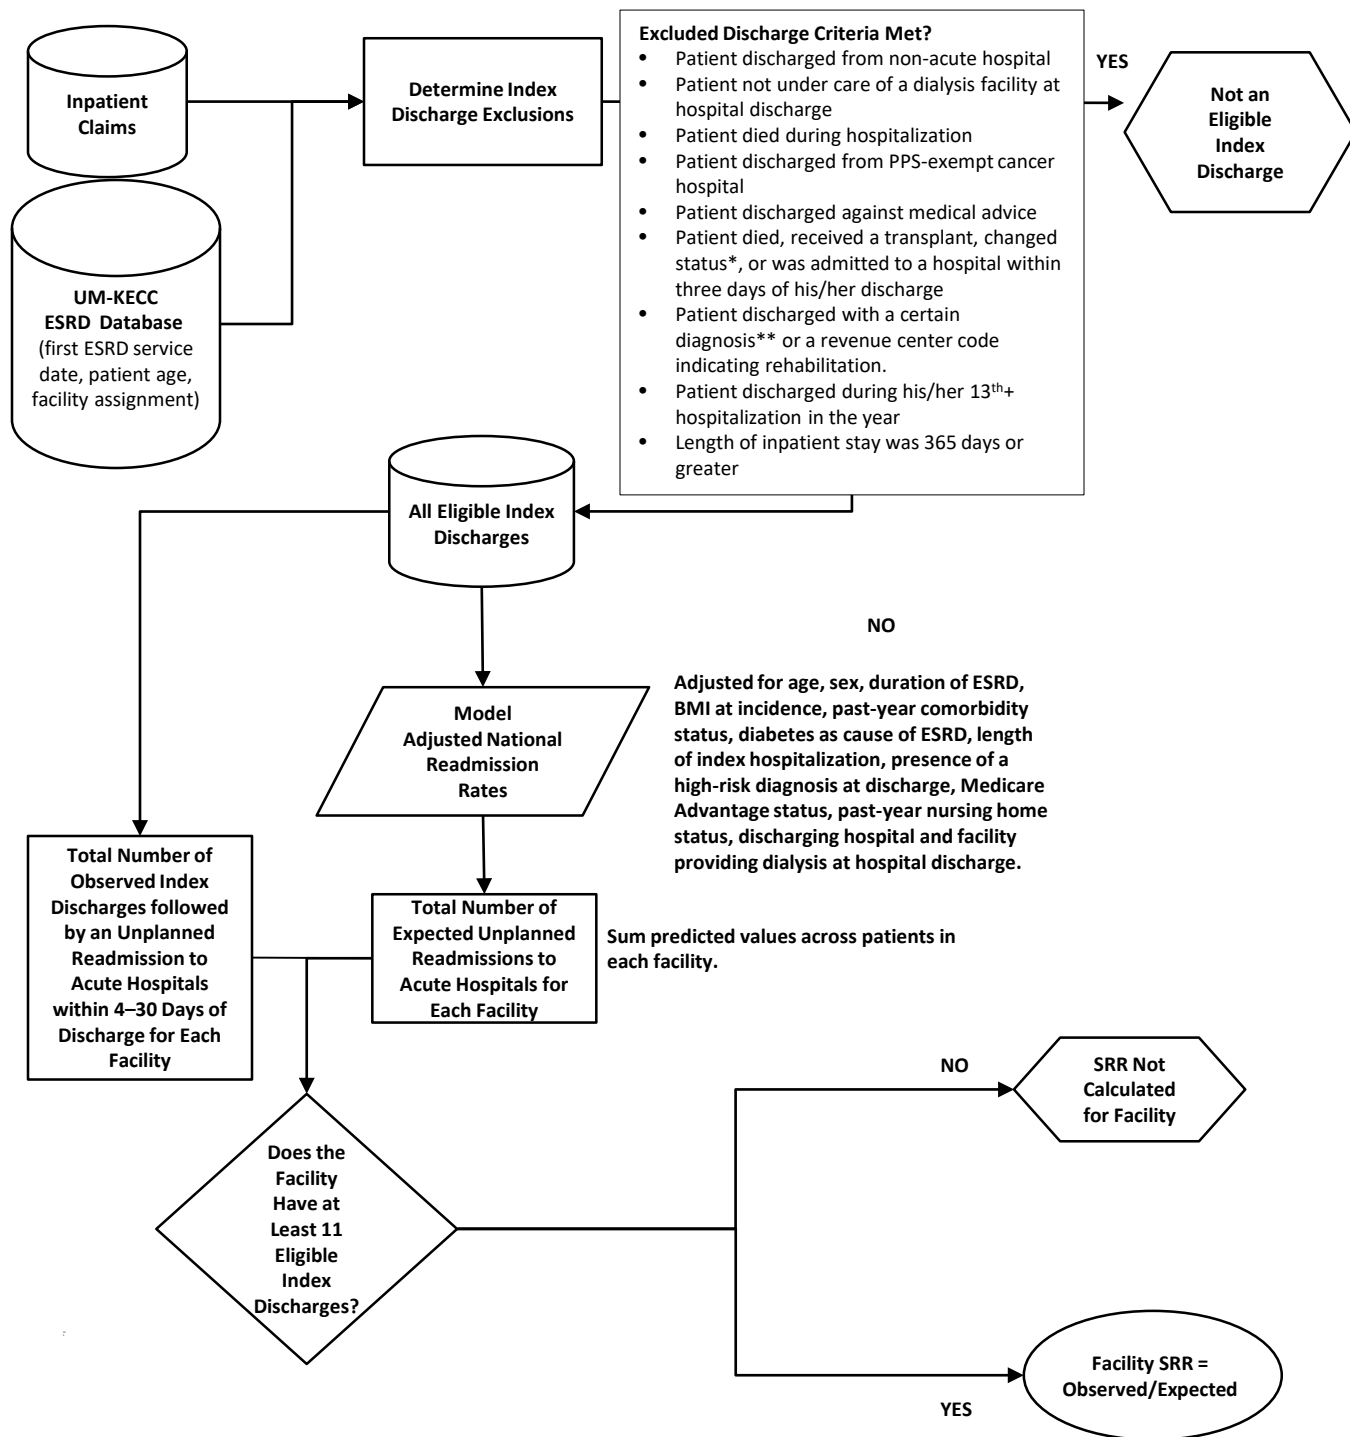 Inpatient
Claims
UM-KECC
ESRD  Database
(first ESRD service
date, patient age,
facility assignment)
Determine Index
Discharge Exclusions
Excluded Discharge Criteria Met?
• Patient discharged from non-acute hospital
• Patient not under care of a dialysis facility at
hospital discharge
• Patient died during hospitalization
• Patient discharged from PPS-exempt cancer
hospital
• Patient discharged against medical advice
• Patient died, received a transplant, changed
status*, or was admitted to a hospital within
three days of his/her discharge
• Patient discharged with a certain
diagnosis** or a revenue center code
indicating rehabilitation.
• Patient discharged during his/her 13th+
hospitalization in the year
• Length of inpatient stay was 365 days or
greater
YES
Not an
Eligible
Index
Discharge
All Eligible Index
Discharges
NO
Model
Adjusted National
Readmission
Rates
Adjusted for age, sex, duration of ESRD,
BMI at incidence, past-year comorbidity
status, diabetes as cause of ESRD, length
of index hospitalization, presence of a
high-risk diagnosis at discharge, Medicare
Advantage status, past-year nursing home
status, discharging hospital and facility
providing dialysis at hospital discharge.
Total Number of
Observed Index
Discharges followed
by an Unplanned
Readmission to
Acute Hospitals
within 4–30 Days of
Discharge for Each
Facility
Total Number of
Expected Unplanned
Readmissions to
Acute Hospitals for
Each Facility
Sum predicted values across patients in
each facility.
Does the
Facility
Have at
Least 11
Eligible
Index
Discharges?
NO
SRR Not
Calculated
for Facility
YES
Facility SRR =
Observed/Expected